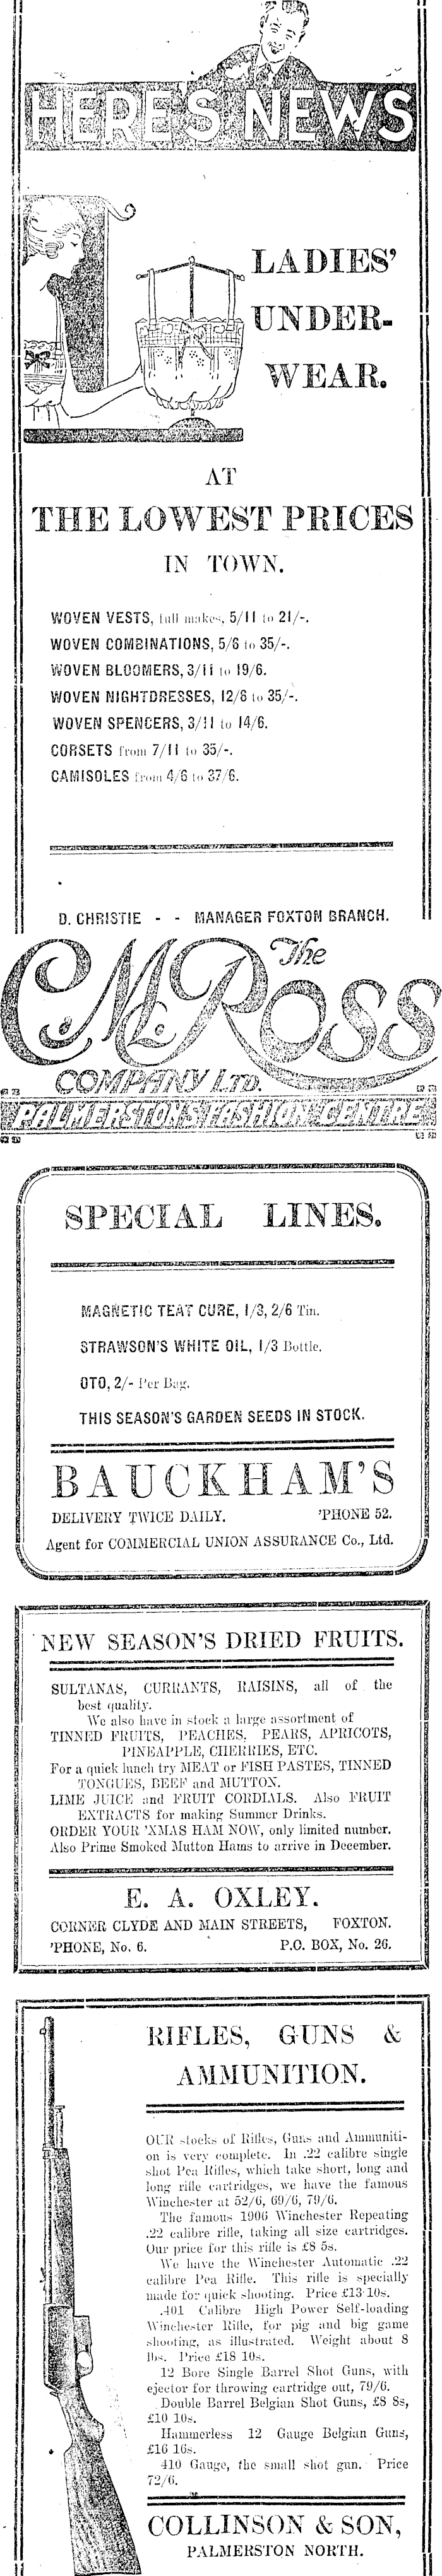 HERE'S NEWS
LADIES'
UNDER-
WEAR.
AT
THE LOWEST PRICES
IN TOWN.
WOVEN VESTS, full makes, 5/11 to 21/-.
WOVEN COMBINATIONS, 5/6 to 35/-.
WOVEN BLOOMERS, 3/11 to 19/6.
WOVEN NIGHTDRESSES, 12/6 to 35/-.
WOVEN SPENCERS, 3/11 to 14/6.
CORSETS from 7/11 to 35/-.
CAMISOLES from 4/6 to 37/6.
D. CHRISTIE - - MANAGER FOXTON BRANCH.
The
C.M. ROSS
COMPANY LTD.
PALMERSTON'S FASHION CENTRE
SPECIAL LINES.
MAGNETIC TEAT CURE, 1/3, 2/6 Tin.
STRAWSON'S WHITE OIL, 1/3 Bottle.
OTO, 2/- Per Bag.
THIS SEASON'S GARDEN SEEDS IN STOCK.
BAUCKHAM'S
DELIVERY TWICE DAILY. 'PHONE 52.
Agent for COMMERCIAL UNION ASSURANCE Co., Ltd.
NEW SEASON'S DRIED FRUITS.
SULTANAS, CURRANTS, RAISINS, all of the
best quality.
We also have in stock a large assortment of
TINNED FRUITS, PEACHES, PEARS, APRICOTS,
PINEAPPLE, CHERRIES, ETC.
For a quick lunch try MEAT or FISH PASTES, TINNED
TONGUES, BEEF and MUTTON.
LIME JUICE and FRUIT CORDIALS. Also FRUIT
EXTRACTS for making Summer Drinks.
ORDER YOUR 'XMAS HAM NOW, only limited number.
Also Prime Smoked Mutton Hams to arrive in December.
E. A. OXLEY.
CORNER CLYDE AND MAIN STREETS, FOXTON.
'PHONE, No. 6. P.O. BOX, No. 26.
RIFLES, GUNS &
AMMUNITION.
OUR stocks of Rifles, Guns and Ammuniti-
on is very complete. In .22 calibre single
shot Pea Rifles, which take short, long and
long rifle cartridges, we have the famous
Winchester at 52/6, 69/6, 79/6.
The famous 1906 Winchester Repeating
.22 calibre rifle, taking all size cartridges.
Our price for this rifle is £8 5s.
We have the Winchester Automatic .22
calibre Pea Rifle. This rifle is specially
made for quick shooting. Price £13 10s.
.401 Calibre High Power Self-loading
Winchester Rifle, for pig and big game
shooting, as illustrated. Weight about 8
lbs. Price £18 10s.
12 Bore Single Barrel Shot Guns, with
ejector for throwing cartridge out, 79/6.
Double Barrel Belgian Shot Guns, £8 8s,
£10 10s.
Hammerless 12 Gauge Belgian Guns,
£16 16s.
410 Gauge, the small shot gun. Price
72/6.
COLLINSON & SON,
PALMERSTON NORTH.